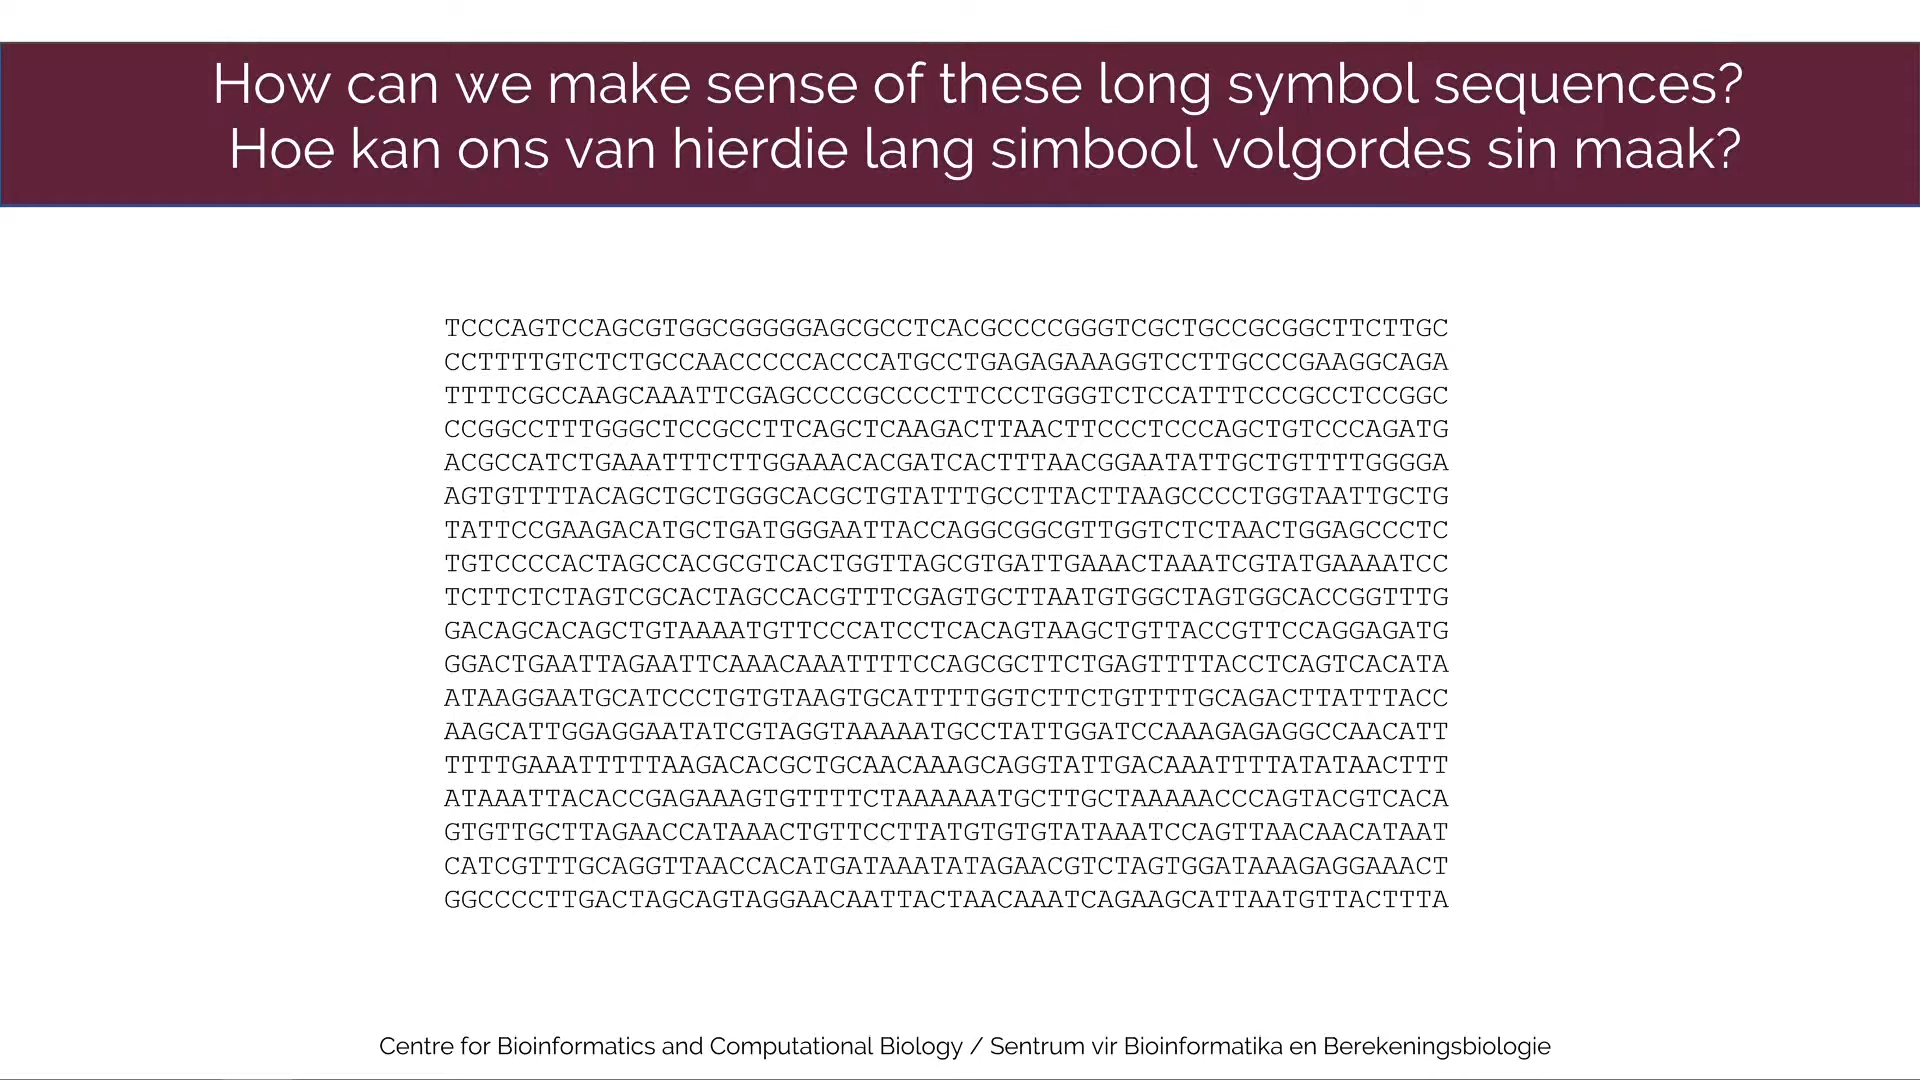 How can we make sense of these long symbol sequences?
Hoe kan ons van hierdie lang simbool volgordes sin maak?
TCCCAGTCCAGCGTGGCGGGGGAGCGCCTCACGCCCCGGGTCGCTGCCGCGGCTTCTTGC
CCTTTTGTCTCTGCCAACCCCCACCCATGCCTGAGAGAAAGGTCCTTGCCCGAAGGCAGA
TTTTCGCCAAGCAAATTCGAGCCCCGCCCCTTCCCTGGGTCTCCATTTCCCGCCTCCGGC
CCGGCCTTTGGGCTCCGCCTTCAGCTCAAGACTTAACTTCCCTCCCAGCTGTCCCAGATG
ACGCCATCTGAAATTTCTTGGAAACACGATCACTTTAACGGAATATTGCTGTTTTGGGGA
AGTGTTTTACAGCTGCTGGGCACGCTGTATTTGCCTTACTTAAGCCCCTGGTAATTGCTG
TATTCCGAAGACATGCTGATGGGAATTACCAGGCGGCGTTGGTCTCTAACTGGAGCCCTC
TGTCCCCACTAGCCACGCGTCACTGGTTAGCGTGATTGAAACTAAATCGTATGAAAATCC
TCTTCTCTAGTCGCACTAGCCACGTTTCGAGTGCTTAATGTGGCTAGTGGCACCGGTTTG
GACAGCACAGCTGTAAAATGTTCCCATCCTCACAGTAAGCTGTTACCGTTCCAGGAGATG
GGACTGAATTAGAATTCAAACAAATTTTCCAGCGCTTCTGAGTTTTACCTCAGTCACATA
ATAAGGAATGCATCCCTGTGTAAGTGCATTTTGGTCTTCTGTTTTGCAGACTTATTTACC
AAGCATTGGAGGAATATCGTAGGTAAAAATGCCTATTGGATCCAAAGAGAGGCCAACATT
TTTTGAAATTTTTAAGACACGCTGCAACAAAGCAGGTATTGACAAATTTTATATAACTTT
ATAAATTACACCGAGAAAGTGTTTTCTAAAAAATGCTTGCTAAAAACCCAGTACGTCACA
GTGTTGCTTAGAACCATAAACTGTTCCTTATGTGTGTATAAATCCAGTTAACAACATAAT
CATCGTTTGCAGGTTAACCACATGATAAATATAGAACGTCTAGTGGATAAAGAGGAAACT
GGCCCCTTGACTAGCAGTAGGAACAATTACTAACAAATCAGAAGCATTAATGTTACTTTA
Centre for Bioinformatics and Computational Biology / Sentrum vir Bioinformatika en Berekeningsbiologie